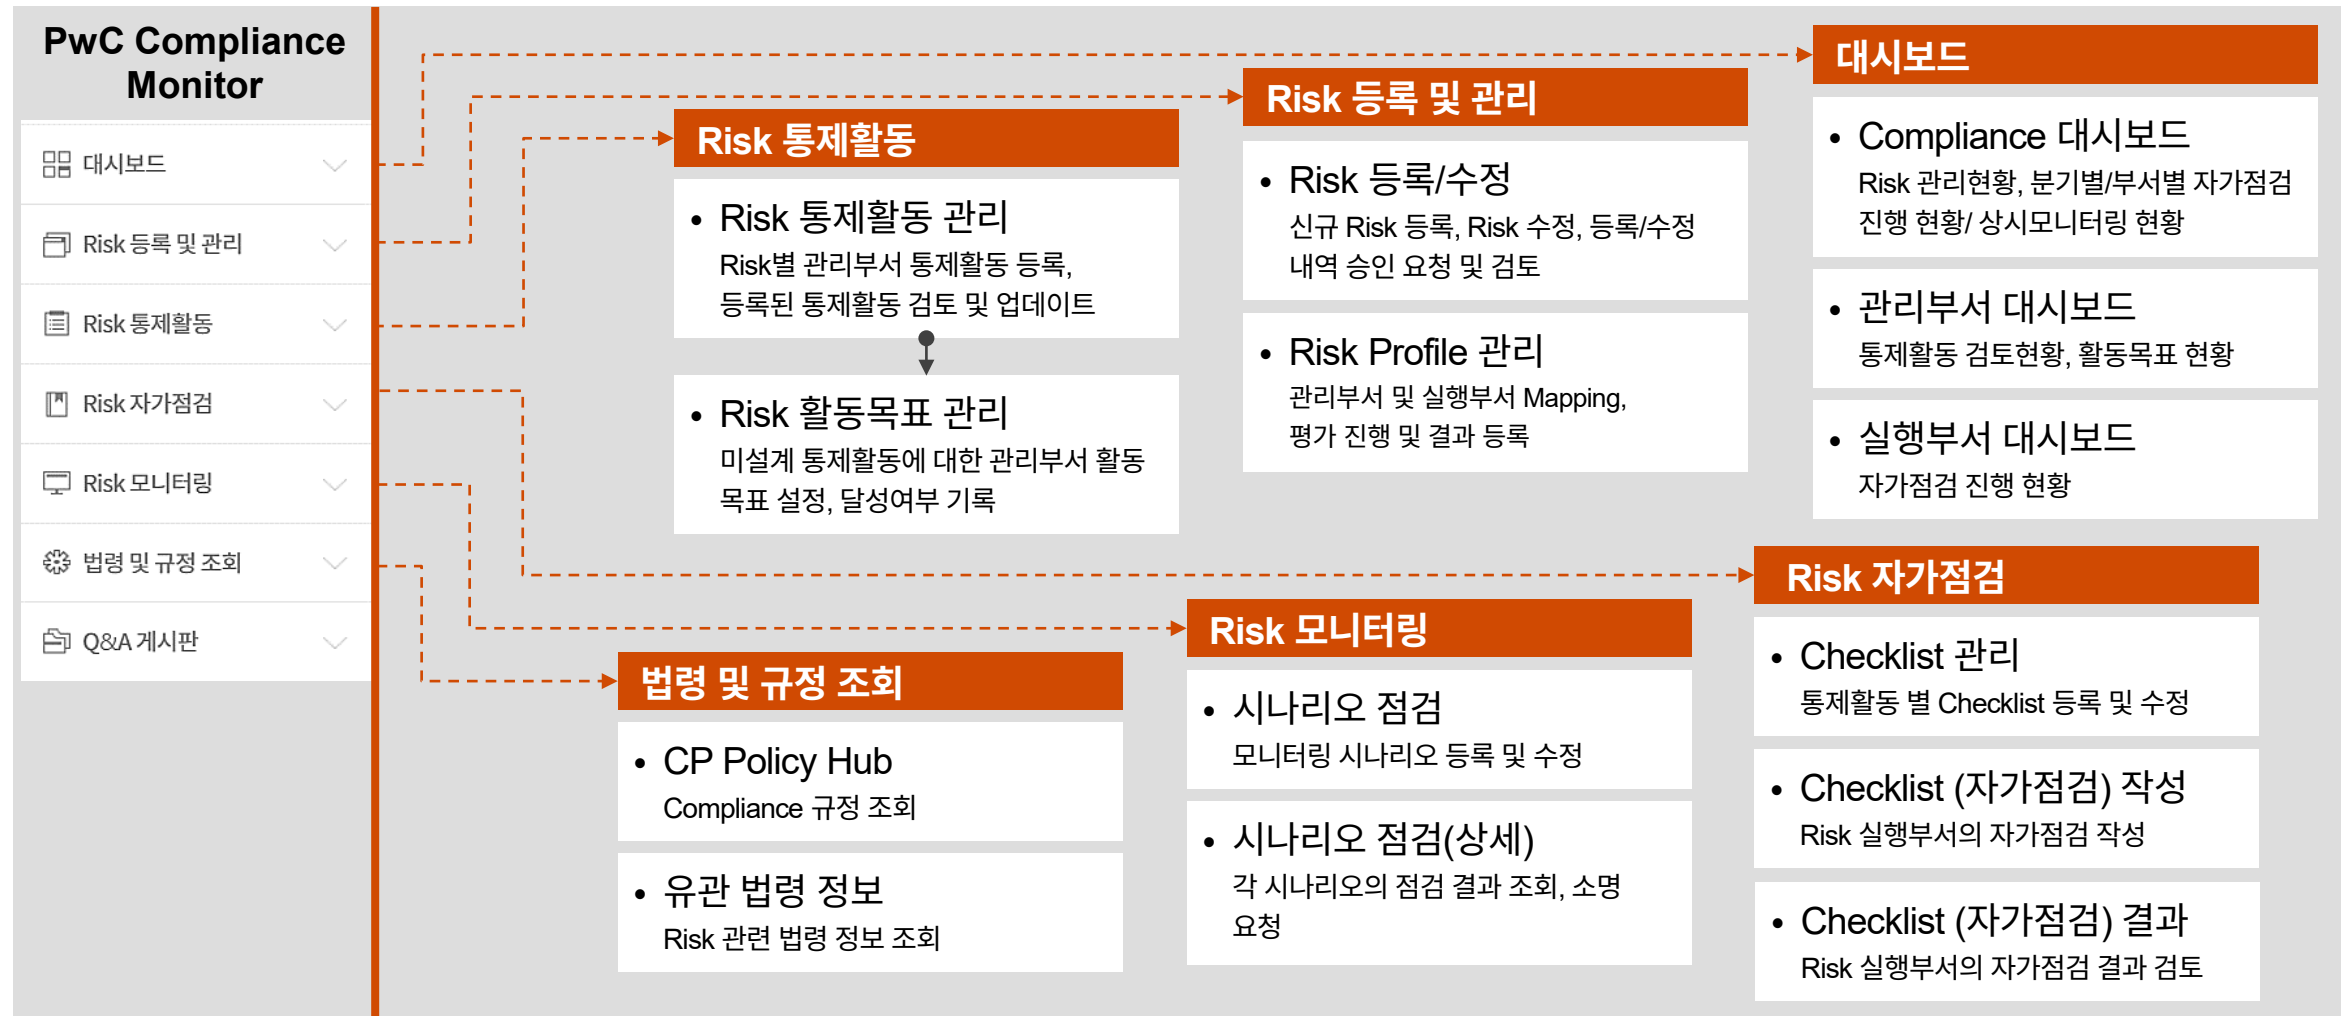 PwC Compliance
Monitor
대시보드
Risk 등록 및 관리
Risk 통제활동
Risk 자가점검
Risk 모니터링
법령 및 규정 조회
Q&A 게시판
Risk 통제활동
• Risk 통제활동 관리
Risk별 관리부서 통제활동 등록,
등록된 통제활동 검토 및 업데이트
• Risk 활동목표 관리
미설계 통제활동에 대한 관리부서 활동
목표 설정, 달성여부 기록
Risk 등록 및 관리
• Risk 등록/수정
신규 Risk 등록, Risk 수정, 등록/수정
내역 승인 요청 및 검토
• Risk Profile 관리
관리부서 및 실행부서 Mapping,
평가 진행 및 결과 등록
대시보드
• Compliance 대시보드
Risk 관리현황, 분기별/부서별 자가점검
진행 현황/ 상시모니터링 현황
• 관리부서 대시보드
통제활동 검토현황, 활동목표 현황
• 실행부서 대시보드
자가점검 진행 현황
법령 및 규정 조회
• CP Policy Hub
Compliance 규정 조회
• 유관 법령 정보
Risk 관련 법령 정보 조회
Risk 모니터링
• 시나리오 점검
모니터링 시나리오 등록 및 수정
• 시나리오 점검(상세)
각 시나리오의 점검 결과 조회, 소명
요청
Risk 자가점검
• Checklist 관리
통제활동 별 Checklist 등록 및 수정
• Checklist (자가점검) 작성
Risk 실행부서의 자가점검 작성
• Checklist (자가점검) 결과
Risk 실행부서의 자가점검 결과 검토